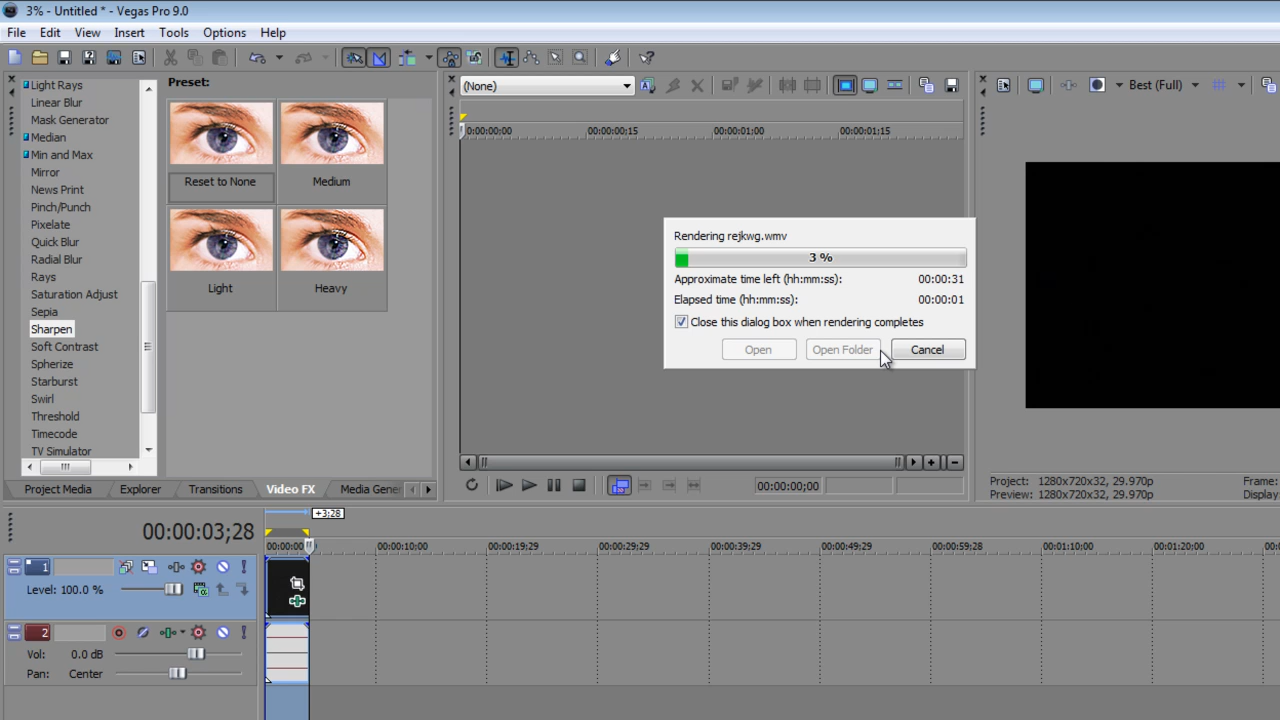 3% - Untitled * - Vegas Pro 9.0
File Edit View Insert Tools Options Help
Light Rays
Linear Blur
Mask Generator
Median
Min and Max
Mirror
News Print
Pinch/Punch
Pixelate
Quick Blur
Radial Blur
Rays
Saturation Adjust
Sepia
Sharpen
Soft Contrast
Spherize
Starburst
Swirl
Threshold
Timecode
TV Simulator
Preset:
Reset to None Medium
Light Heavy
Project Media Explorer Transitions Video FX Media Gener
(None)
0:00:00:00 00:00:00:15 00:00:01:00 00:00:01:15
00:00:00;00
Best (Full)
Rendering rejkwg.wmv
3 %
Approximate time left (hh:mm:ss): 00:00:31
Elapsed time (hh:mm:ss): 00:00:01
Close this dialog box when rendering completes
Open Open Folder Cancel
Project: 1280x720x32, 29.970p Frame:
Preview: 1280x720x32, 29.970p Display
+3:28
00:00:03;28
00:00:00 00:00:10;00 00:00:19;29 00:00:29;29 00:00:39;29 00:00:49;29 00:00:59;28 00:01:10;00 00:01:20;00
1
Level: 100.0 %
2
Vol: 0.0 dB
Pan: Center